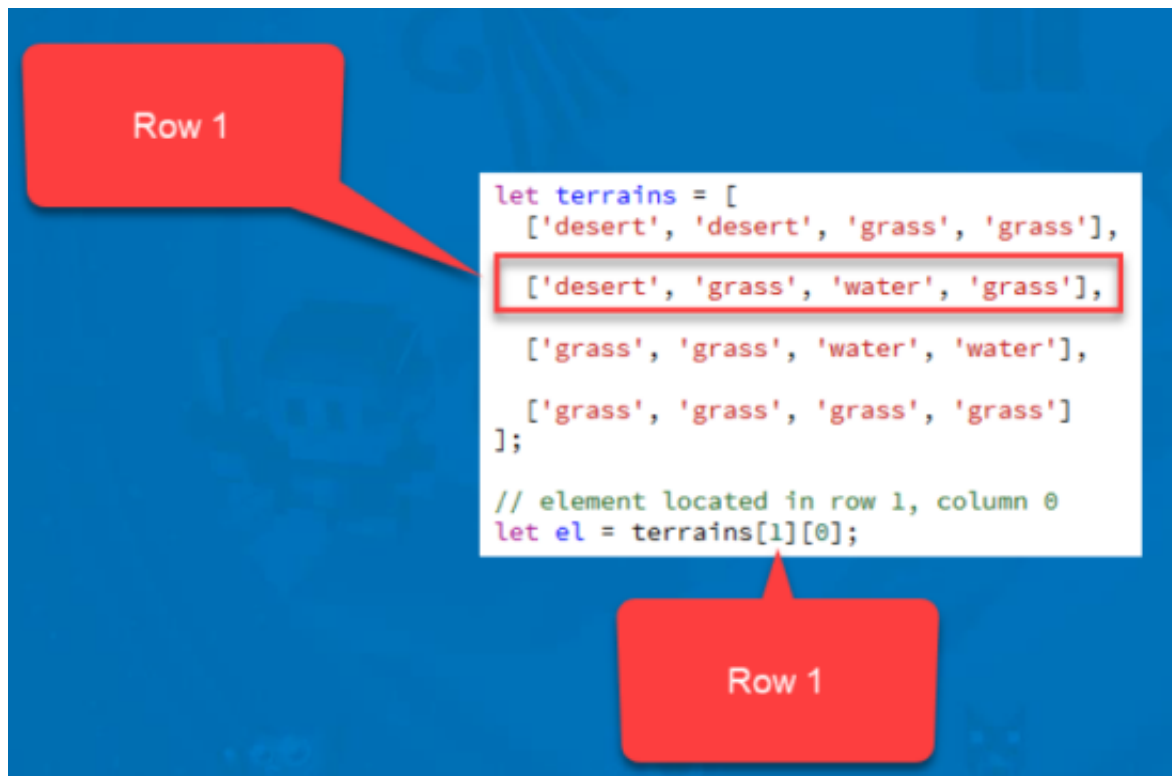 Row 1
let terrains = [
['desert', 'desert', 'grass', 'grass'],
['desert', 'grass', 'water', 'grass'],
['grass', 'grass', 'water', 'water'],
['grass', 'grass', 'grass', 'grass']
];
// element located in row 1, column 0
let el = terrains[1][0];
Row 1